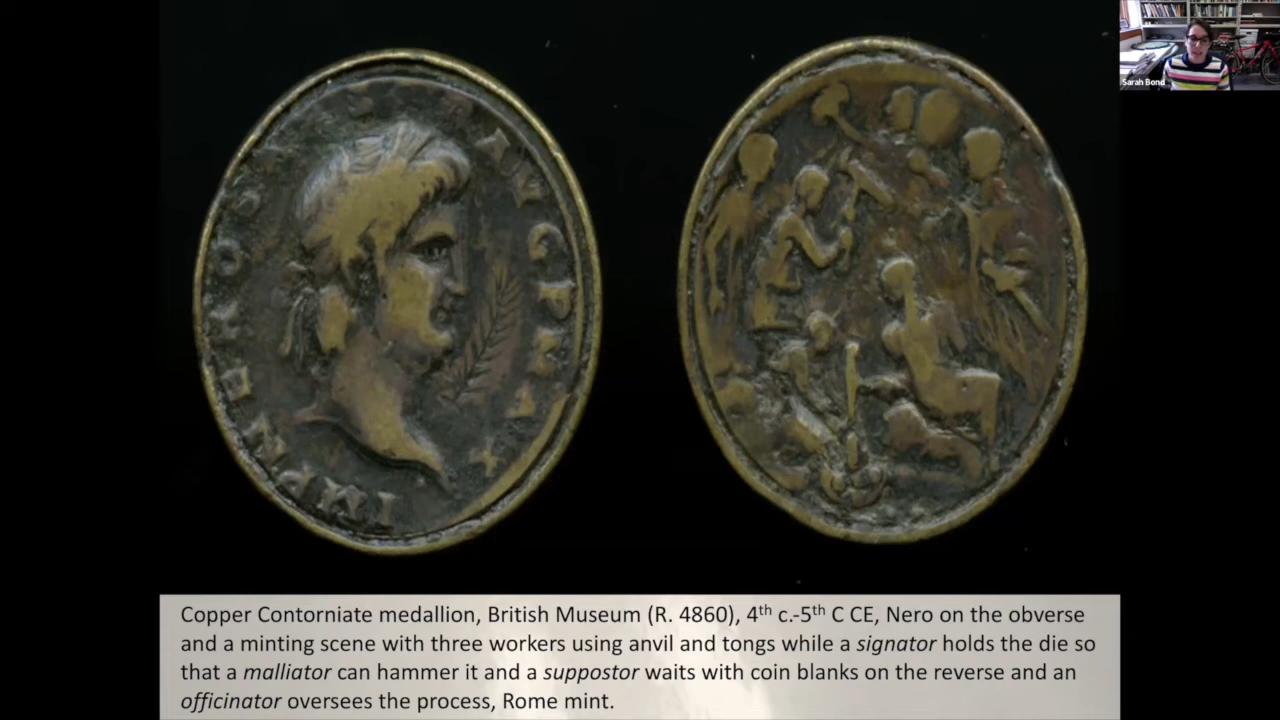 Sarah Bond
Copper Contorniate medallion, British Museum (R. 4860), 4th c.-5th C CE, Nero on the obverse
and a minting scene with three workers using anvil and tongs while a signator holds the die so
that a malliator can hammer it and a suppostor waits with coin blanks on the reverse and an
officinator oversees the process, Rome mint.